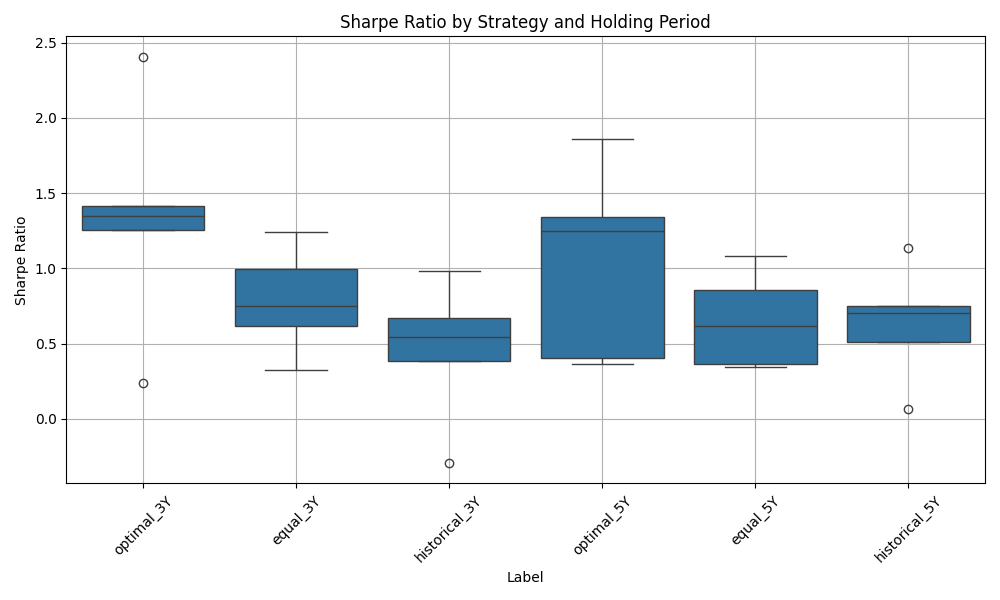 Sharpe Ratio by Strategy and Holding Period
Sharpe Ratio
2.5
2.0
1.5
1.0
0.5
0.0
optimal_3Y
equal_3Y
historical_3Y
optimal_5Y
equal_5Y
historical_5Y
Label